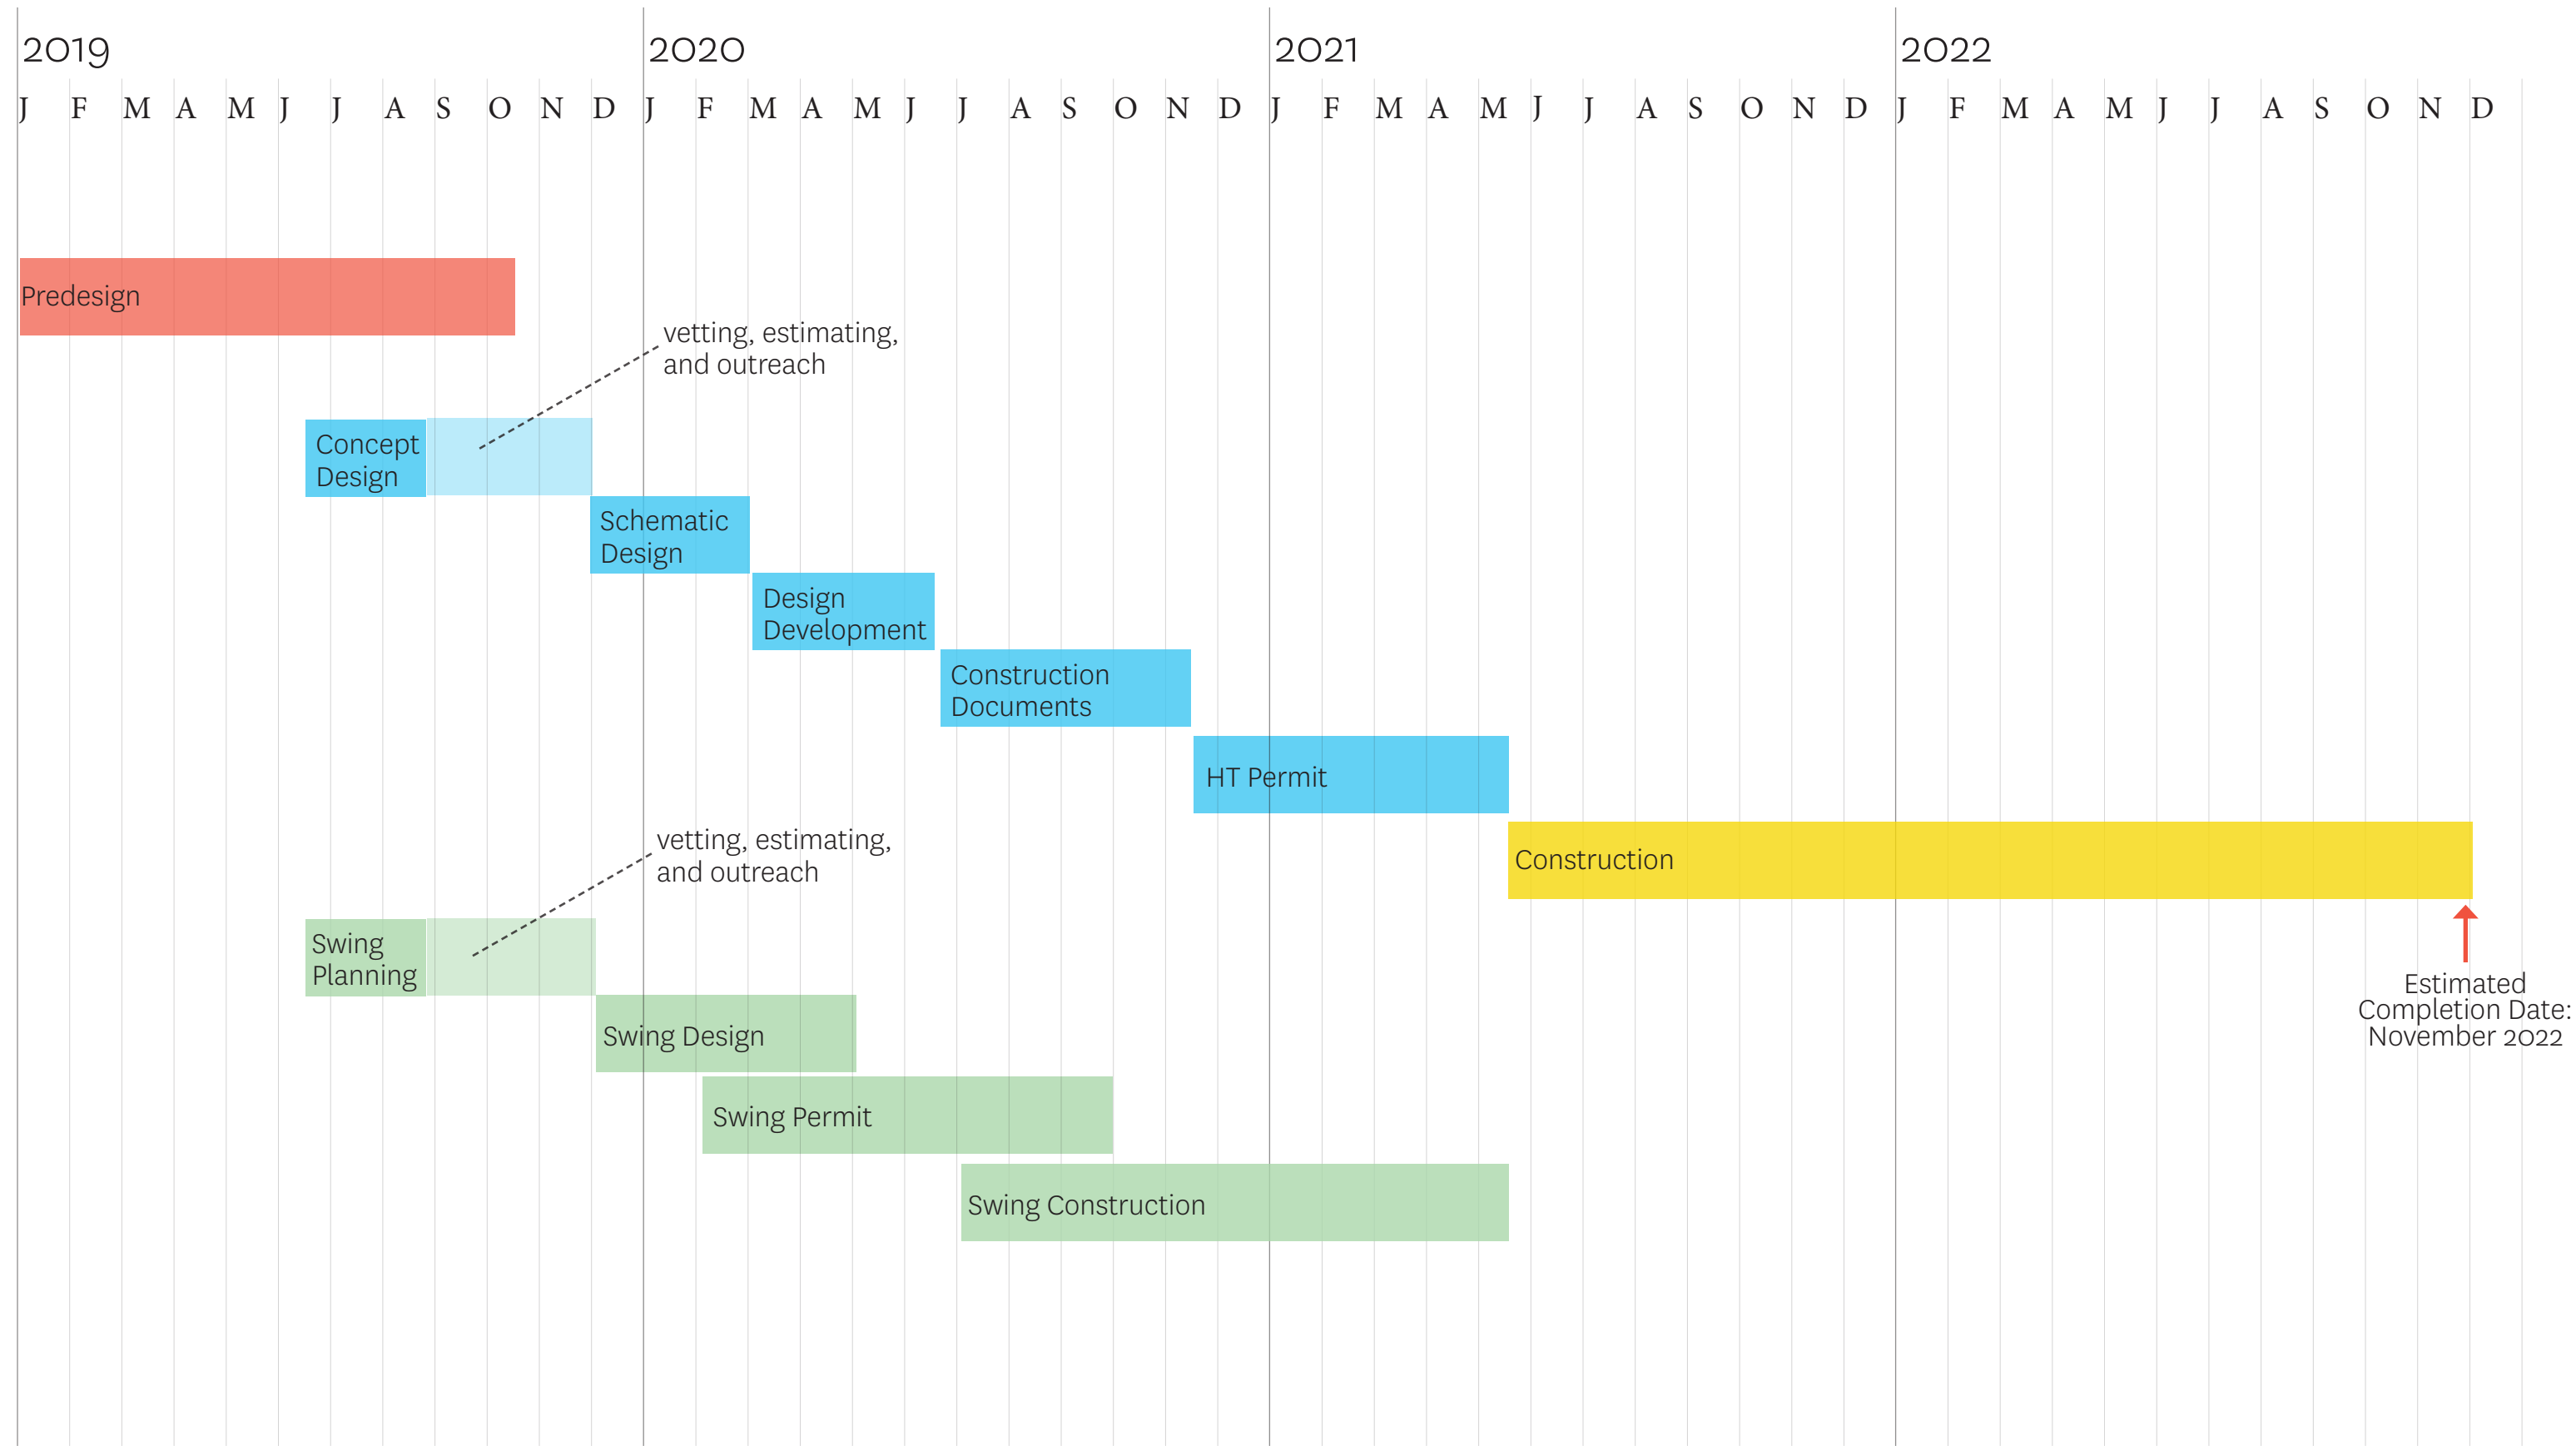 2019 2020 2021 2022
J F M A M J J A S O N D J F M A M J J A S O N D J F M A M J J A S O N D J F M A M J J A S O N D
Predesign
vetting, estimating,
and outreach
Concept
Design
Schematic
Design
Design
Development
Construction
Documents
HT Permit
Construction
vetting, estimating,
and outreach
Swing
Planning
Estimated
Completion Date:
November 2022
Swing Design
Swing Permit
Swing Construction